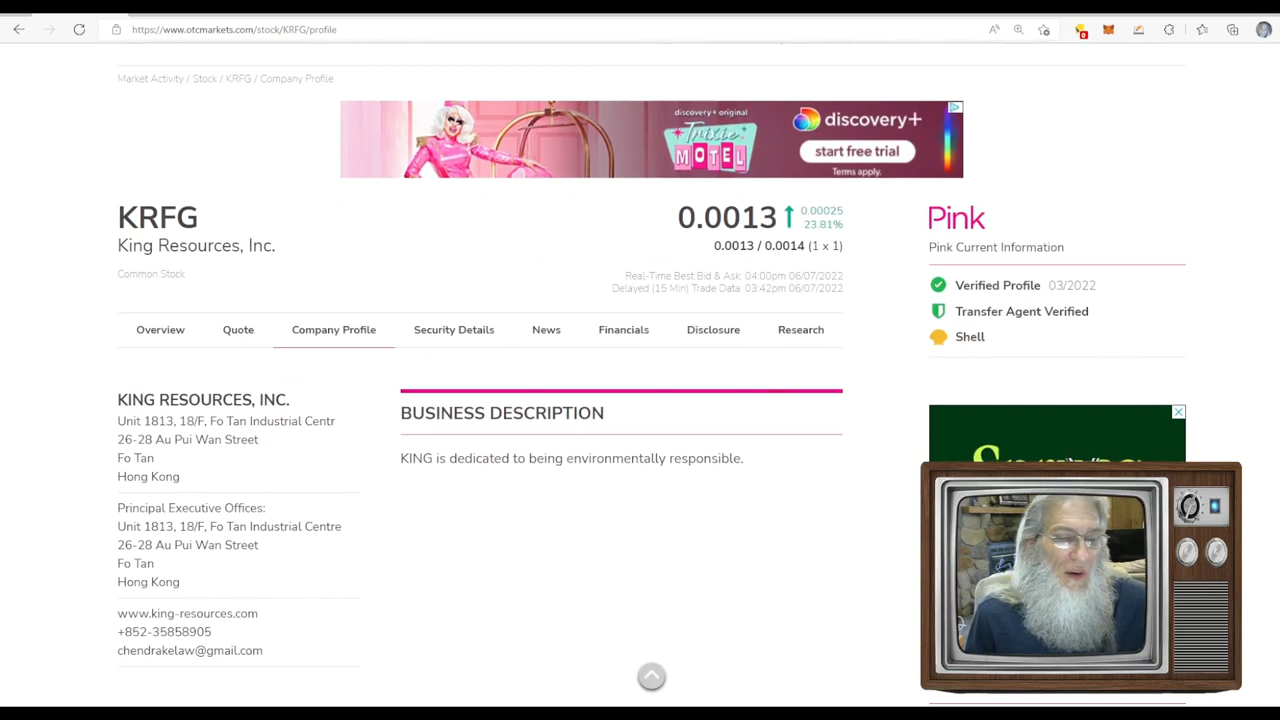 https://www.otcmarkets.com/stock/KRFG/profile
0
Market Activity / Stock / KRFG / Company Profile
discovery+ original
Trixie
MOTEL
discovery+
start free trial
Terms apply.
KRFG
King Resources, Inc.
Common Stock
0.0013
0.00025
23.81%
0.0013 / 0.0014 (1 x 1)
Real-Time Best Bid & Ask: 04:00pm 06/07/2022
Delayed (15 Min) Trade Data: 03:42pm 06/07/2022
Pink
Pink Current Information
Verified Profile 03/2022
Transfer Agent Verified
Shell
Overview Quote Company Profile Security Details News Financials Disclosure Research
KING RESOURCES, INC.
Unit 1813, 18/F, Fo Tan Industrial Centr
26-28 Au Pui Wan Street
Fo Tan
Hong Kong
Principal Executive Offices:
Unit 1813, 18/F, Fo Tan Industrial Centre
26-28 Au Pui Wan Street
Fo Tan
Hong Kong
www.king-resources.com
+852-35858905
chendrakelaw@gmail.com
BUSINESS DESCRIPTION
KING is dedicated to being environmentally responsible.